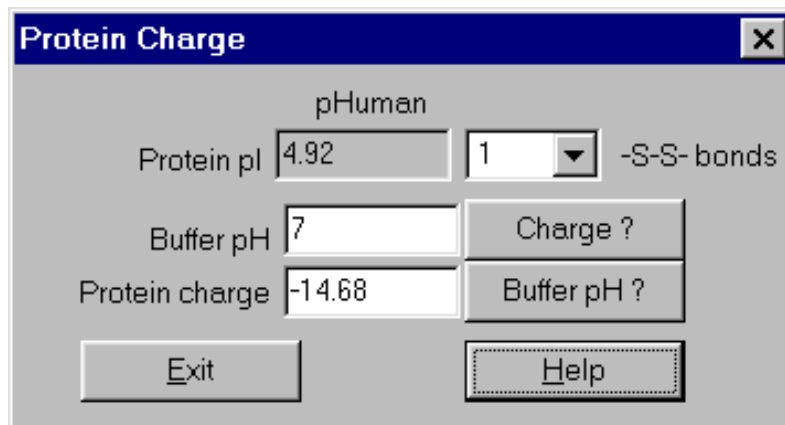 Protein Charge
pHuman
Protein pI 4.92 1 -S-S- bonds
Buffer pH 7 Charge ?
Protein charge -14.68 Buffer pH ?
Exit Help